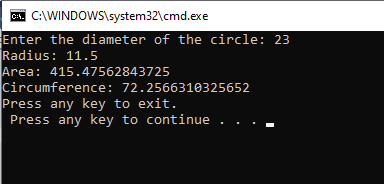 C:\WINDOWS\system32\cmd.exe
Enter the diameter of the circle: 23
Radius: 11.5
Area: 415.47562843725
Circumference: 72.2566310325652
Press any key to exit.
Press any key to continue . . .